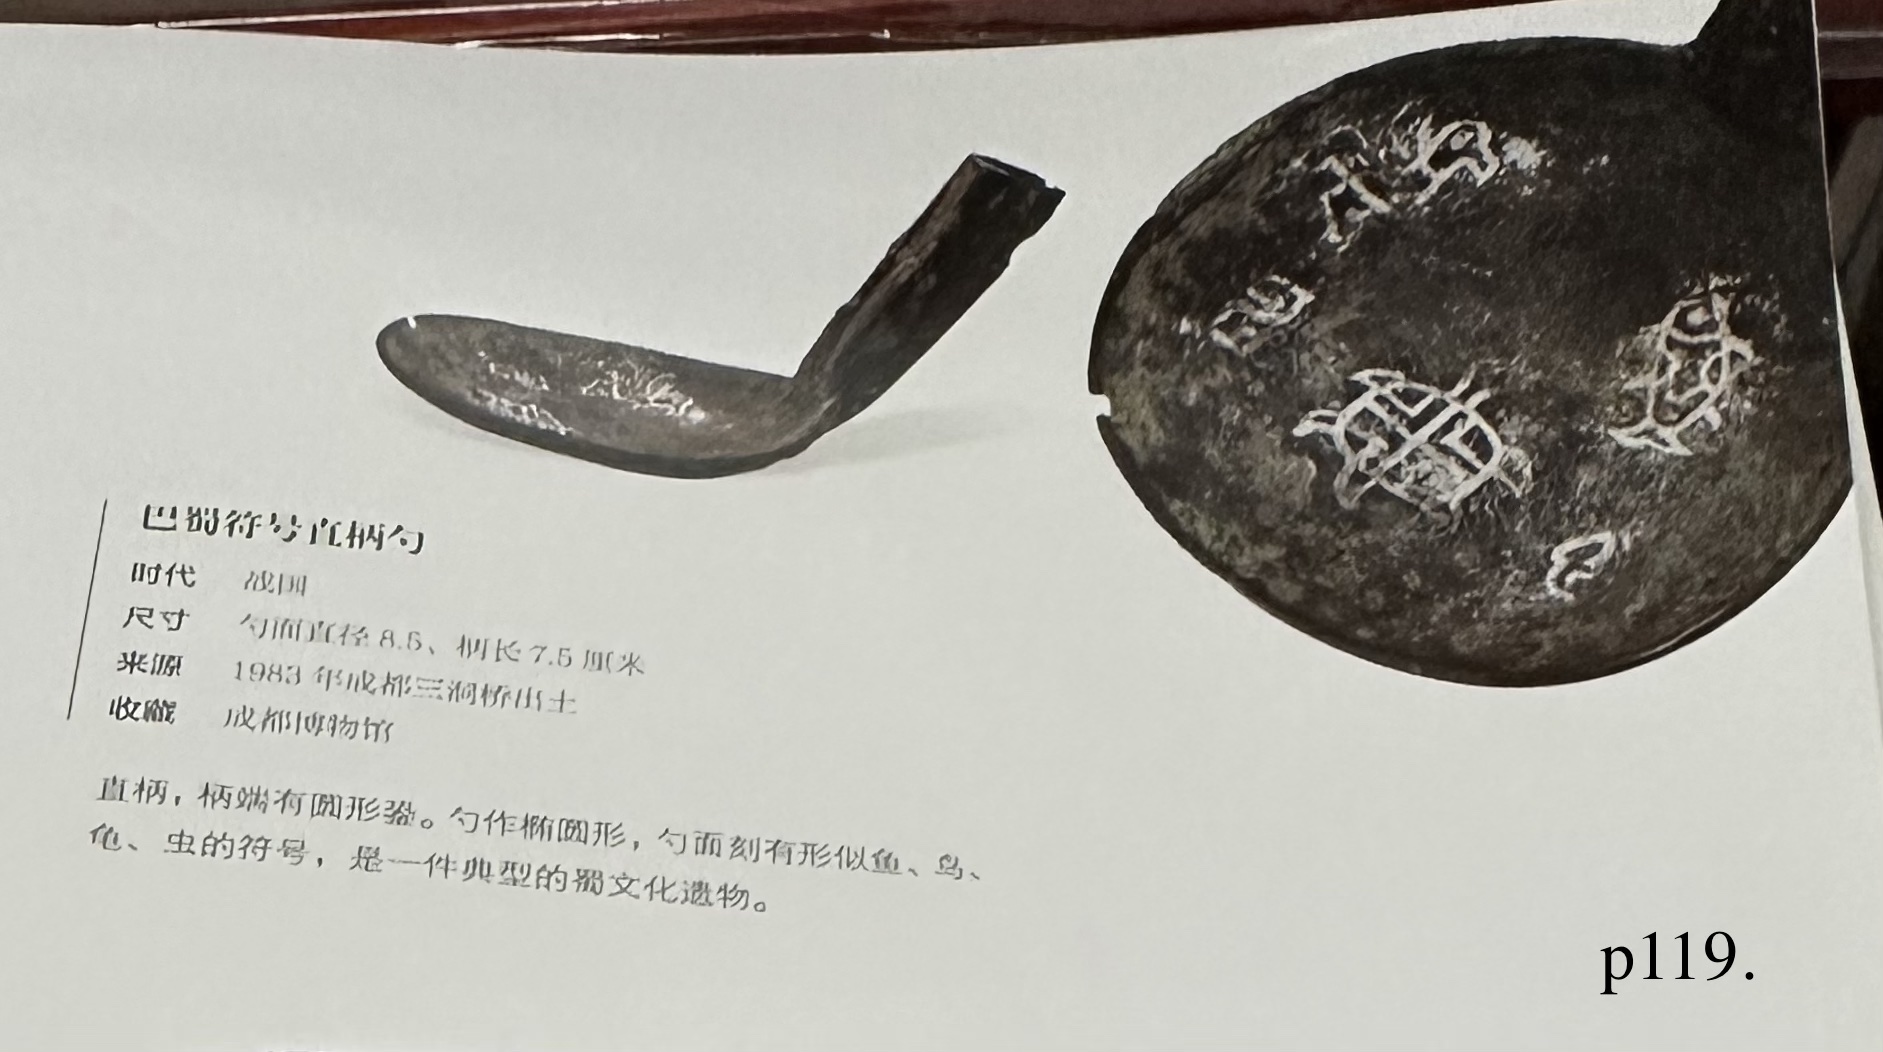 巴蜀符号直柄勺
时代 战国
尺寸 勺面直径 8.5、柄长 7.5 厘米
来源 1983 年成都三洞桥出土
收藏 成都博物馆
直柄，柄端有圆形銎。勺作椭圆形，勺面刻有形似鱼、鸟、
龟、虫的符号，是一件典型的蜀文化遗物。
p119.